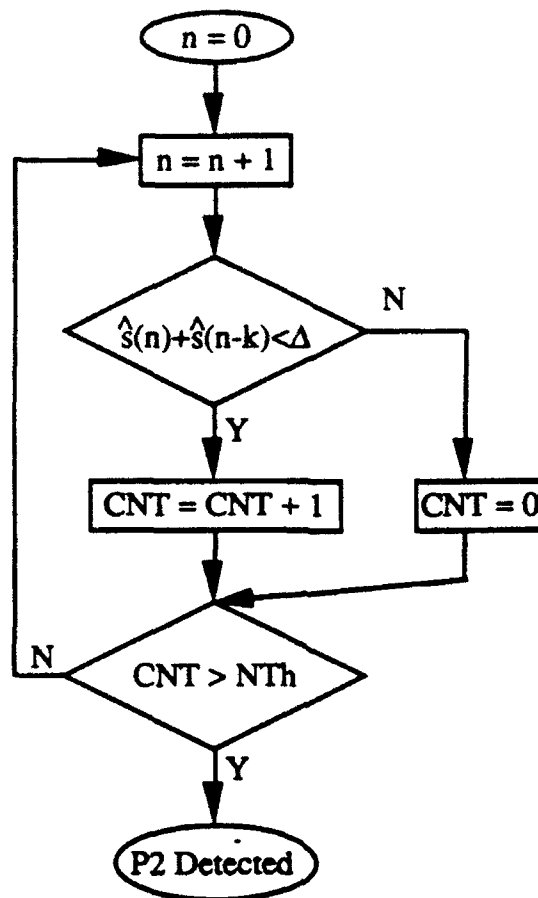 n = 0
n = n + 1
N
ŝ(n)+ŝ(n-k)<Δ
Y
CNT = CNT + 1
CNT = 0
N
CNT > NTh
Y
P2 Detected